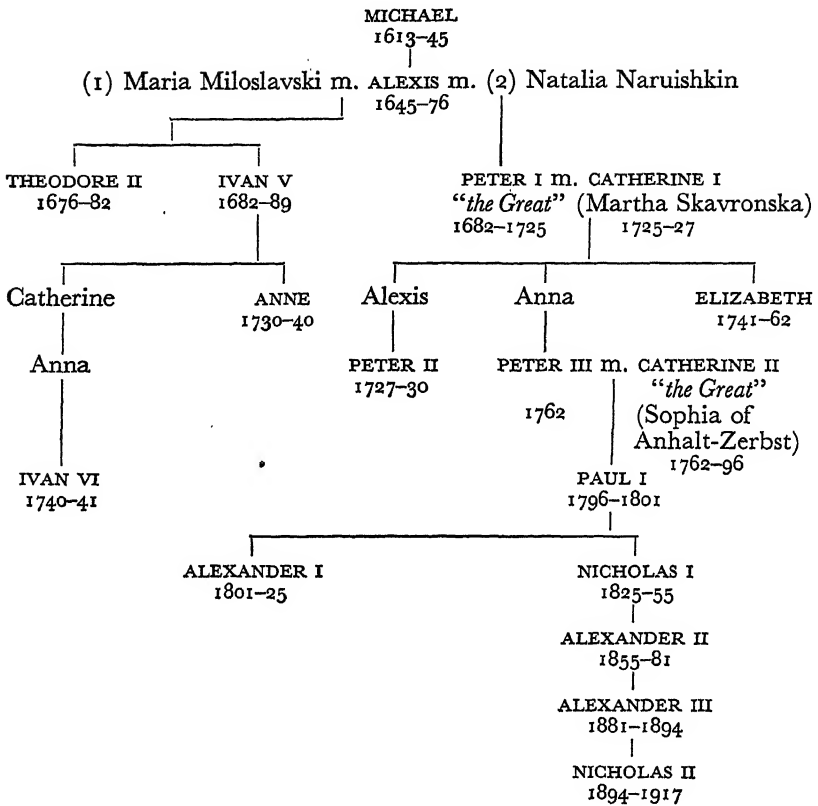 MICHAEL
1613–45
(1) Maria Miloslavski m. ALEXIS m. (2) Natalia Naruishkin
1645–76
THEODORE II IVAN V PETER I m. CATHERINE I
1676–82 1682–89 "the Great" (Martha Skavronska)
1682–1725 1725–27
Catherine ANNE Alexis Anna ELIZABETH
1730–40 1741–62
Anna PETER II PETER III m. CATHERINE II
1727–30 "the Great"
1762 (Sophia of
Anhalt-Zerbst)
1762–96
IVAN VI PAUL I
1740–41 1796–1801
ALEXANDER I NICHOLAS I
1801–25 1825–55
ALEXANDER II
1855–81
ALEXANDER III
1881–1894
NICHOLAS II
1894–1917